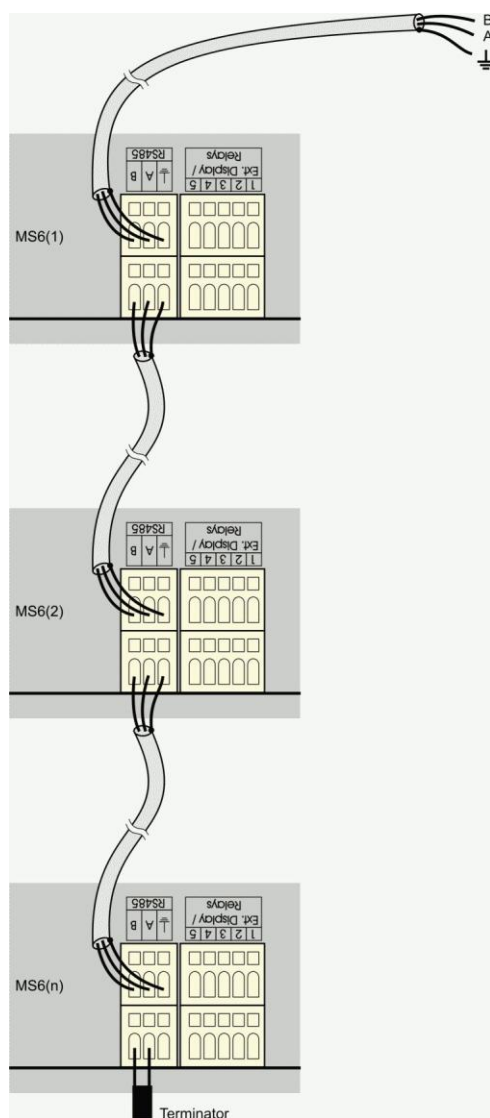 B
A
RS485
B A
Ext. Display /
Relays
5 4 3 2 1
MS6(1)
RS485
B A
Ext. Display /
Relays
5 4 3 2 1
MS6(2)
RS485
B A
Ext. Display /
Relays
5 4 3 2 1
MS6(n)
Terminator